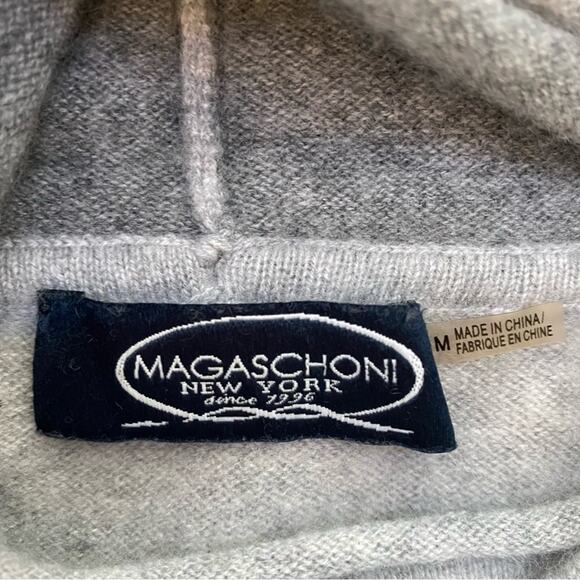 MAGASCHONI
NEW YORK
since 1996
M
MADE IN CHINA/
FABRIQUE EN CHINE